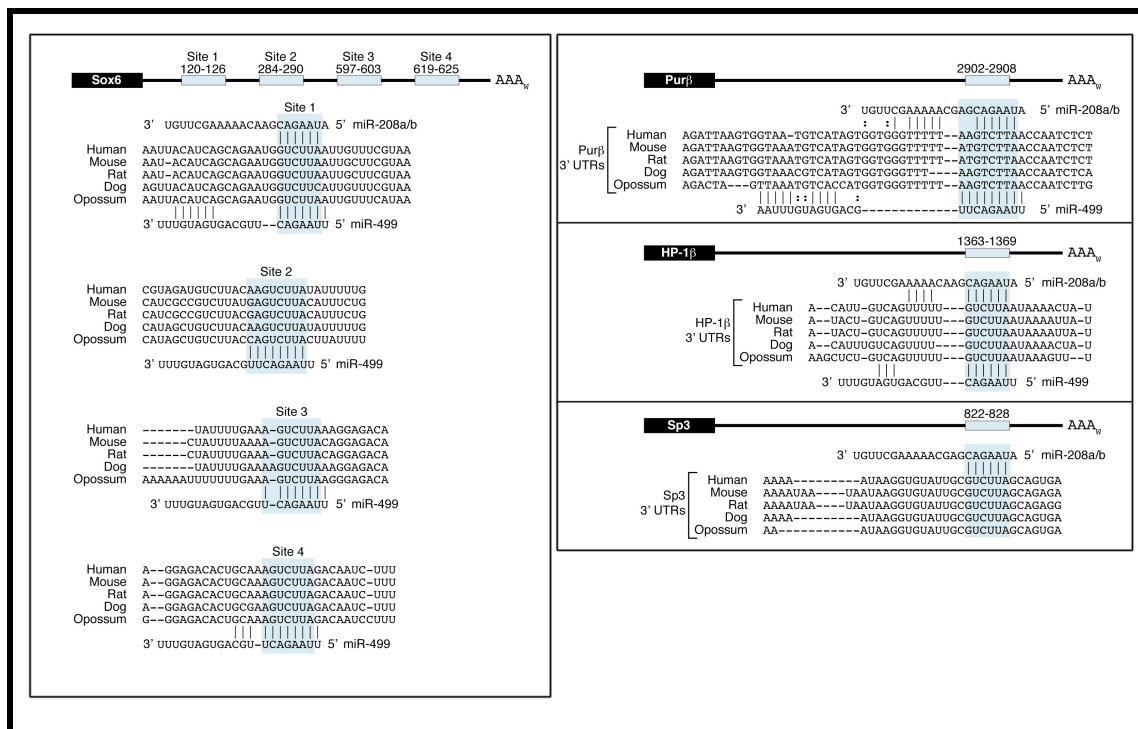 Site 1 Site 2 Site 3 Site 4
120-126 284-290 597-603 619-625
Sox6 AAAw
Site 1
3’ UGUUCGAAAAACAAGCAGAAUA 5’ miR-208a/b
Human AAUUACAUCAGCAGAAUGGUCUUAAUUGUUUCGUAA
Mouse AAU-ACAUCAGCAGAAUGGUCUUAAUUGCUUCGUAA
Rat AAU-ACAUCAGCAGAAUGGUCUUAAUUGCUUCGUAA
Dog AGUUACAUCAGCAGAAUGGUCUUCAUUGUUUCGUAA
Opossum AAUUACAUCAGCAGAAUGGUCUUAAUUGUUUCAUAA
3’ UUUGUAGUGACGUU--CAGAAUU 5’ miR-499
Site 2
Human CGUAGAUGUCUUACAAGUCUUAUAUUUUUG
Mouse CAUCGCCGUCUUAUGAGUCUUACAUUUCUG
Rat CAUCGCCGUCUUACGAGUCUUACAUUUCUG
Dog CAUAGCUGUCUUACAAGUCUUAUAUUUUUG
Opossum CAUAGCUGUCUUACCAGUCUUACUUAUUUU
3’ UUUGUAGUGACGUUCAGAAUU 5’ miR-499
Site 3
Human -------UAUUUUGAAA-GUCUUAAAGGAGACA
Mouse ------CUAUUUUAAAA-GUCUUACAGGAGACA
Rat ------CUAUUUUGAAA-GUCUUACAGGAGACA
Dog -------UAUUUUGAAAAGUCUUAAAGGAGACA
Opossum AAAAAAUUUUUUUGAAA-GUCUUAAGGGAGACA
3’ UUUGUAGUGACGUU-CAGAAUU 5’ miR-499
Site 4
Human A--GGAGACACUGCAAAGUCUUAGACAAUC-UUU
Mouse A--GGAGACACUGCAAAGUCUUAGACAAUC-UUU
Rat A--GGAGACACUGCAAAGUCUUAGACAAUC-UUU
Dog A--GGAGACACUGCGAAGUCUUAGACAAUC-UUU
Opossum G--GGAGACACUGCAAAGUCUUAGACAAUCCUUU
3’ UUUGUAGUGACGU-UCAGAAUU 5’ miR-499
2902-2908
Purβ AAAw
3’ UGUUCGAAAAACGAGCAGAAUA 5’ miR-208a/b
Purβ
3’ UTRs
Human AGATTAAGTGGTAA-TGTCATAGTGGTGGGTTTTT--AAGTCTTAACCAATCTCT
Mouse AGATTAAGTGGTAAATGTCATAGTGGTGGGTTTTT--ATGTCTTAACCAATCTCT
Rat AGATTAAGTGGTAAATGTCATAGTGGTGGGTTTTT--ATGTCTTAACCAATCTCT
Dog AGATTAAGTGGTAAACGTCATAGTGGTGGGTTT----AAGTCTTAACCAATCTCA
Opossum AGACTA---GTTAAATGTCACCATGGTGGGTTTTT--AAGTCTTAACCAATCTTG
3’ AAUUUGUAGUGACG-------------UUCAGAAUU 5’ miR-499
1363-1369
HP-1β AAAw
3’ UGUUCGAAAAACAAGCAGAAUA 5’ miR-208a/b
HP-1β
3’ UTRs
Human A--CAUU-GUCAGUUUUU----GUCUUAAUAAAACUA-U
Mouse A--UACU-GUCAGUUUUU----GUCUUAAUAAAAUUA-U
Rat A--UACU-GUCAGUUUUU----GUCUUAAUAAAAUUA-U
Dog A--CAUUUGUCAGUUUU-----GUCUUAAUAAAACUA-U
Opossum AAGCUCU-GUCAGUUUUU----GUCUUAAUAAAGUU--U
3’ UUUGUAGUGACGUU---CAGAAUU 5’ miR-499
822-828
Sp3 AAAw
3’ UGUUCGAAAAACGAGCAGAAUA 5’ miR-208a/b
Sp3
3’ UTRs
Human AAAA----------AUAAGGUGUAUUGCGUCUUAGCAGUGA
Mouse AAAAUAA---UAAUAAGGUGUAUUGCGUCUUAGCAGAGA
Rat AAAAUAA---UAAUAAGGUGUAUUGCGUCUUAGCAGAGG
Dog AAAA----------AUAAGGUGUAUUGCGUCUUAGCAGUGA
Opossum AA------------AUAAGGUGUAUUGCGUCUUAGCAGUGA